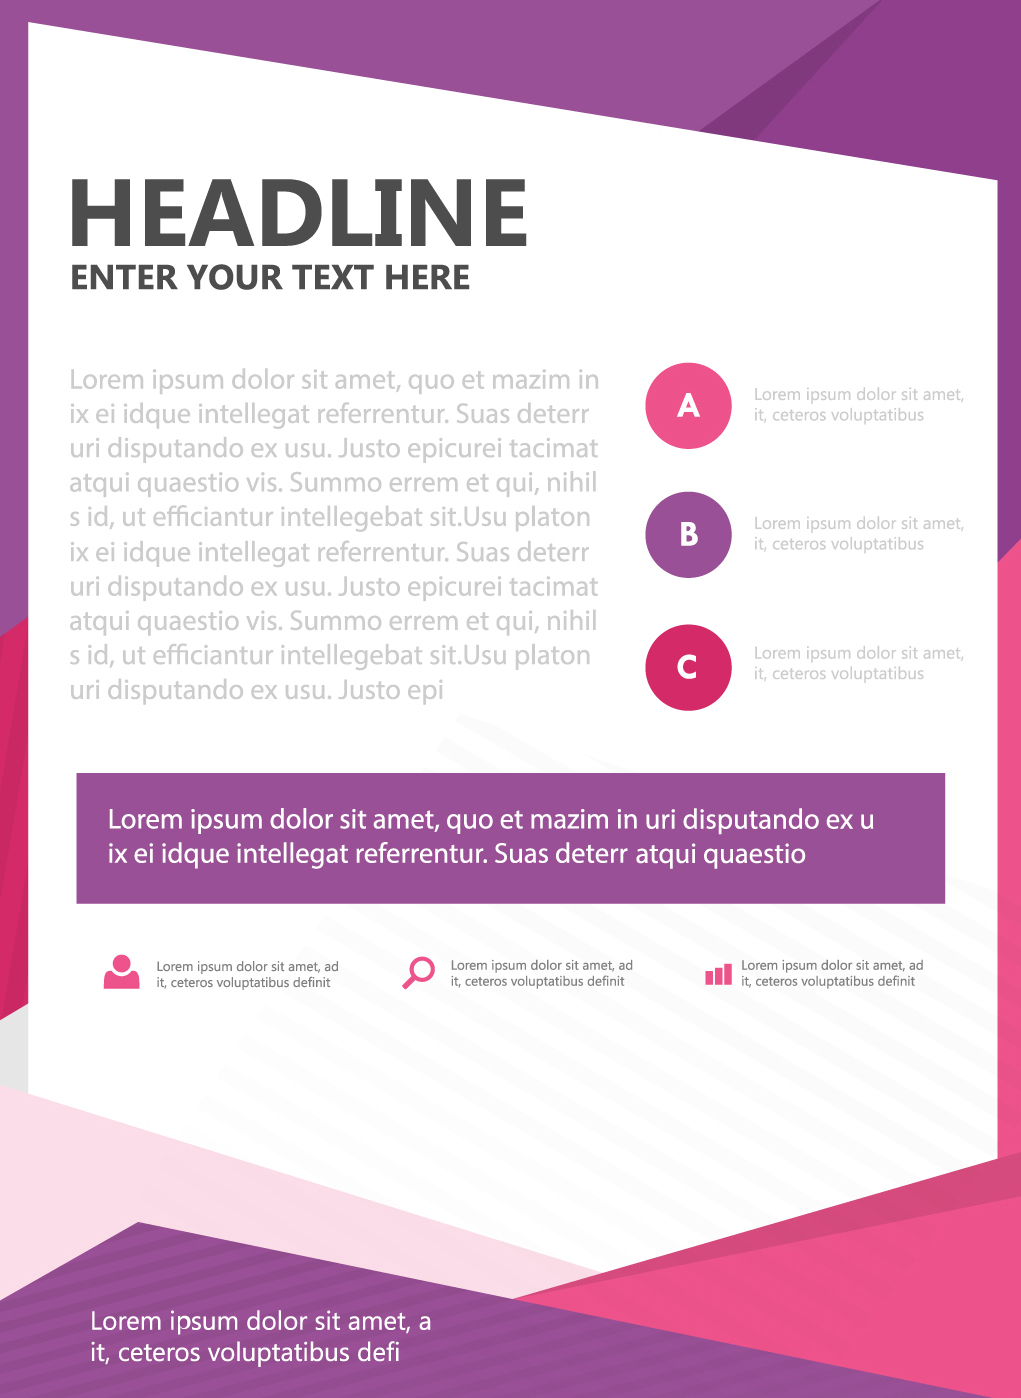 HEADLINE
ENTER YOUR TEXT HERE
Lorem ipsum dolor sit amet, quo et mazim in
ix ei idque intellegat referrentur. Suas deterr
uri disputando ex usu. Justo epicurei tacimat
atqui quaestio vis. Summo errem et qui, nihil
s id, ut efficiantur intellegebat sit.Usu platon
ix ei idque intellegat referrentur. Suas deterr
uri disputando ex usu. Justo epicurei tacimat
atqui quaestio vis. Summo errem et qui, nihil
s id, ut efficiantur intellegebat sit.Usu platon
uri disputando ex usu. Justo epi
A
Lorem ipsum dolor sit amet,
it, ceteros voluptatibus
B
Lorem ipsum dolor sit amet,
it, ceteros voluptatibus
C
Lorem ipsum dolor sit amet,
it, ceteros voluptatibus
Lorem ipsum dolor sit amet, quo et mazim in uri disputando ex u
ix ei idque intellegat referrentur. Suas deterr atqui quaestio
Lorem ipsum dolor sit amet, ad
it, ceteros voluptatibus definit
Lorem ipsum dolor sit amet, ad
it, ceteros voluptatibus definit
Lorem ipsum dolor sit amet, ad
it, ceteros voluptatibus definit
Lorem ipsum dolor sit amet, a
it, ceteros voluptatibus defi